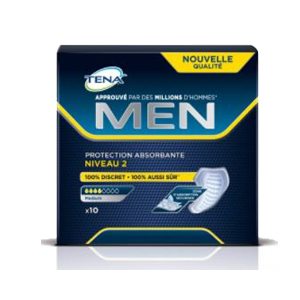 NOUVELLE
QUALITÉ
TENA
APPROUVÉ PAR DES MILLIONS D'HOMMES*
MEN
PROTECTION ABSORBANTE
NIVEAU 2
100% DISCRET • 100% AUSSI SÛR*
MEDIUM
x10